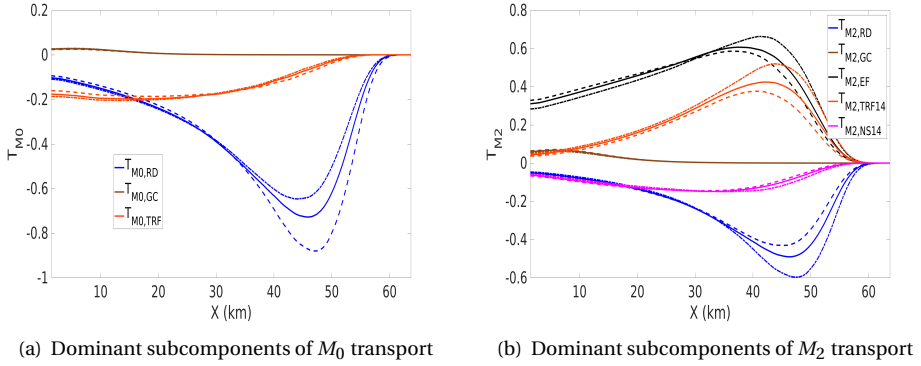 0.2
0
-0.2
-0.4
-0.6
-0.8
-1
T_M0
10 20 30 40 50 60
X (km)
T_M0,RD
T_M0,GC
T_M0,TRF
(a) Dominant subcomponents of M_0 transport
0.8
0.6
0.4
0.2
0
-0.2
-0.4
-0.6
T_M2
10 20 30 40 50 60
X (km)
T_M2,RD
T_M2,GC
T_M2,EF
T_M2,TRF14
T_M2,NS14
(b) Dominant subcomponents of M_2 transport